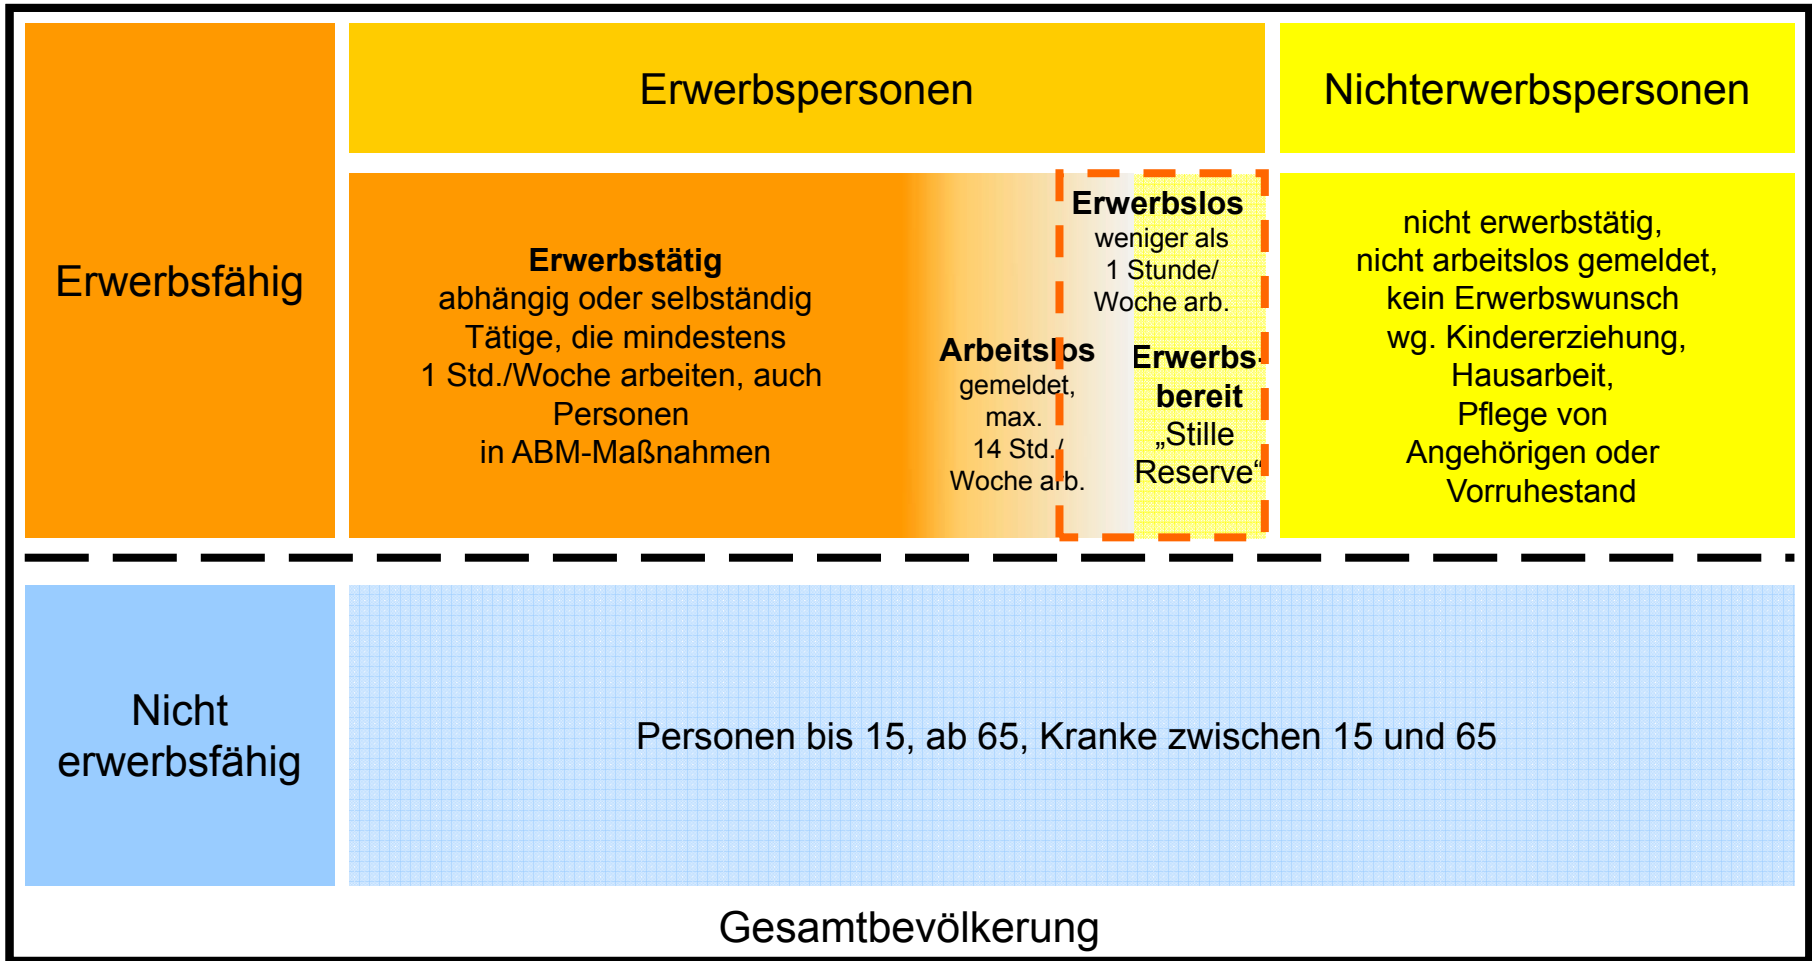 Erwerbsfähig
Erwerbspersonen
Nichterwerbspersonen
Erwerbstätig
abhängig oder selbständig
Tätige, die mindestens
1 Std./Woche arbeiten, auch
Personen
in ABM-Maßnahmen
Arbeitslos
gemeldet,
max.
14 Std./
Woche arb.
Erwerbslos
weniger als
1 Stunde/
Woche arb.
Erwerbs-
bereit
„Stille
Reserve“
nicht erwerbstätig,
nicht arbeitslos gemeldet,
kein Erwerbswunsch
wg. Kindererziehung,
Hausarbeit,
Pflege von
Angehörigen oder
Vorruhestand
Nicht
erwerbsfähig
Personen bis 15, ab 65, Kranke zwischen 15 und 65
Gesamtbevölkerung